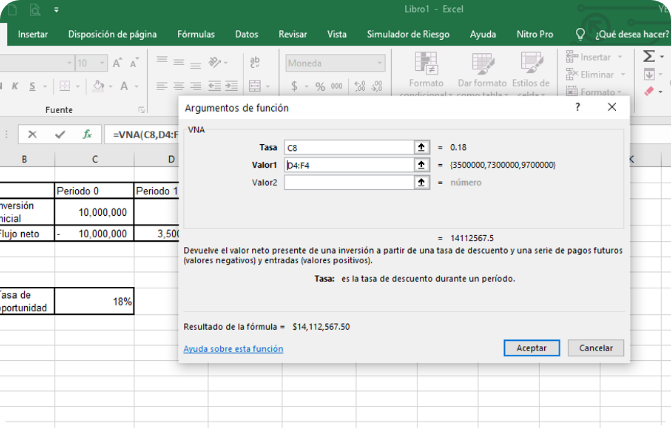 Libro1 - Excel
Insertar Disposición de página Fórmulas Datos Revisar Vista Simulador de Riesgo Ayuda Nitro Pro ¿Qué desea hacer?
10 A A Moneda Insertar
K S $ % 000 Formato Dar formato Estilos de Eliminar
condicional como tabla celda Formato
Fuente
=VNA(C8,D4:F
Argumentos de función ? ×
VNA
Tasa C8 = 0.18
Valor1 D4:F4 = {3500000,7300000,9700000}
Valor2 = número
= 14112567.5
Devuelve el valor neto presente de una inversión a partir de una tasa de descuento y una serie de pagos futuros
(valores negativos) y entradas (valores positivos).
Tasa: es la tasa de descuento durante un período.
Resultado de la fórmula = $14,112,567.50
Ayuda sobre esta función Aceptar Cancelar
B C D K
Periodo 0 Periodo 1
nversión
nicial 10,000,000
Flujo neto - 10,000,000 3,500
Tasa de
oportunidad 18%